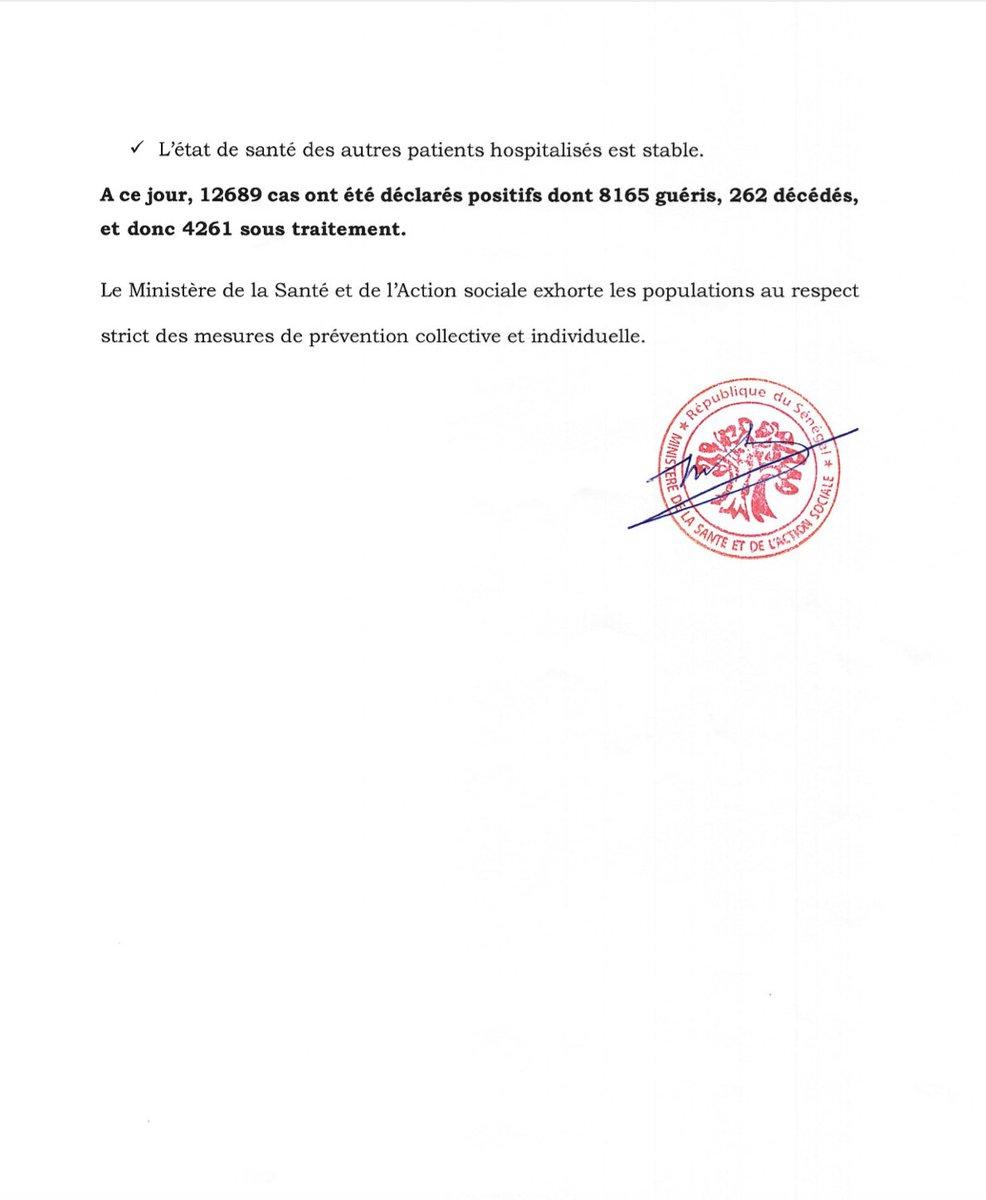 ✓ L'état de santé des autres patients hospitalisés est stable.
A ce jour, 12689 cas ont été déclarés positifs dont 8165 guéris, 262 décédés,
et donc 4261 sous traitement.
Le Ministère de la Santé et de l'Action sociale exhorte les populations au respect
strict des mesures de prévention collective et individuelle.
★ République du Sénégal ★
MINISTERE DE LA SANTE ET DE L'ACTION SOCIALE